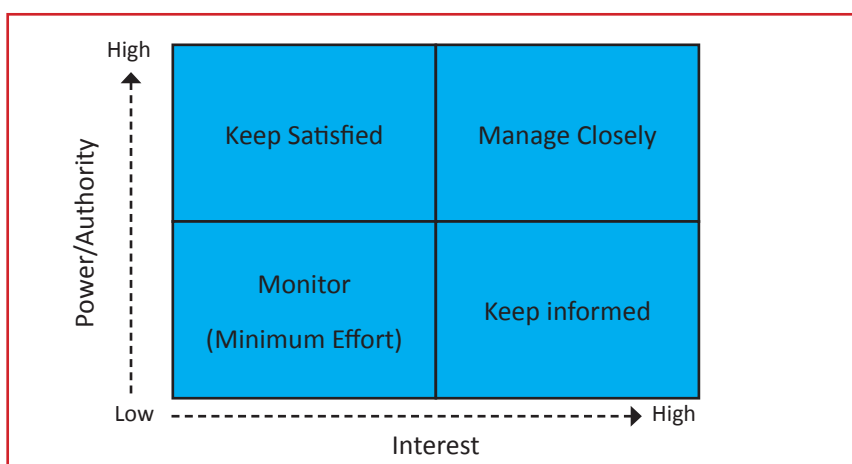 High
Keep Satisfied
Manage Closely
Power/Authority
Monitor
(Minimum Effort)
Keep informed
Low
High
Interest